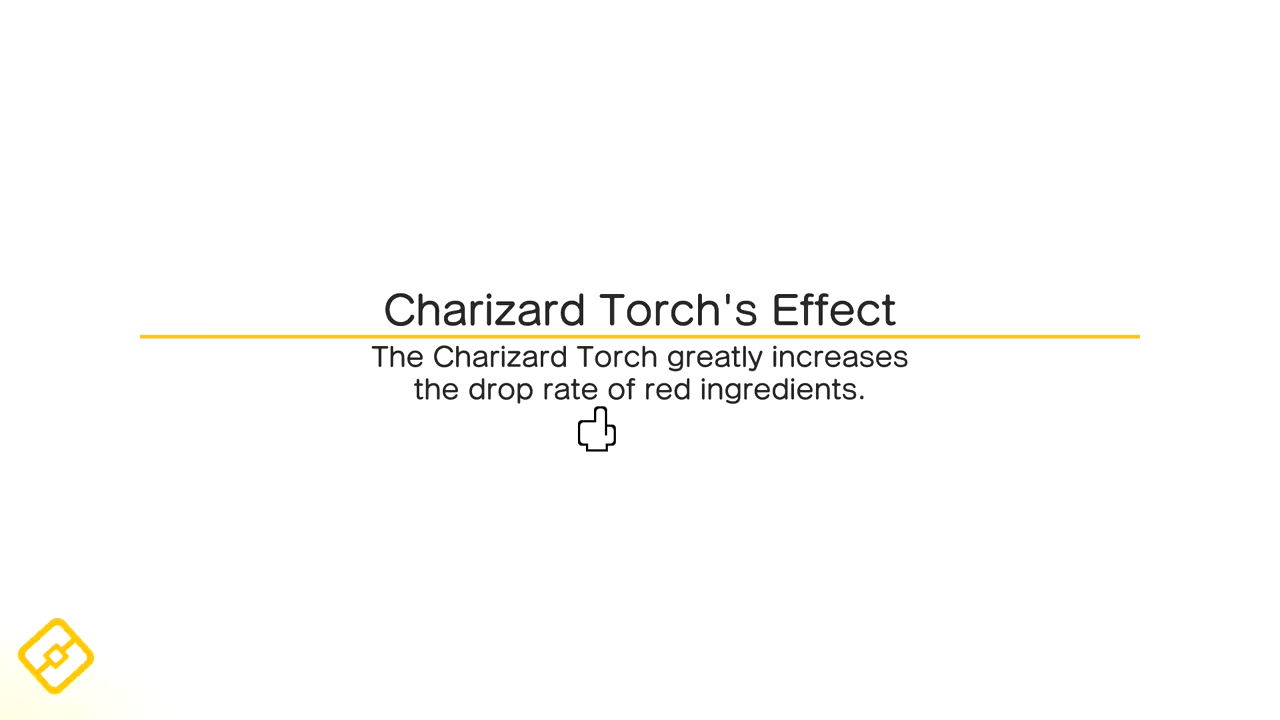 Charizard Torch's Effect
The Charizard Torch greatly increases
the drop rate of red ingredients.